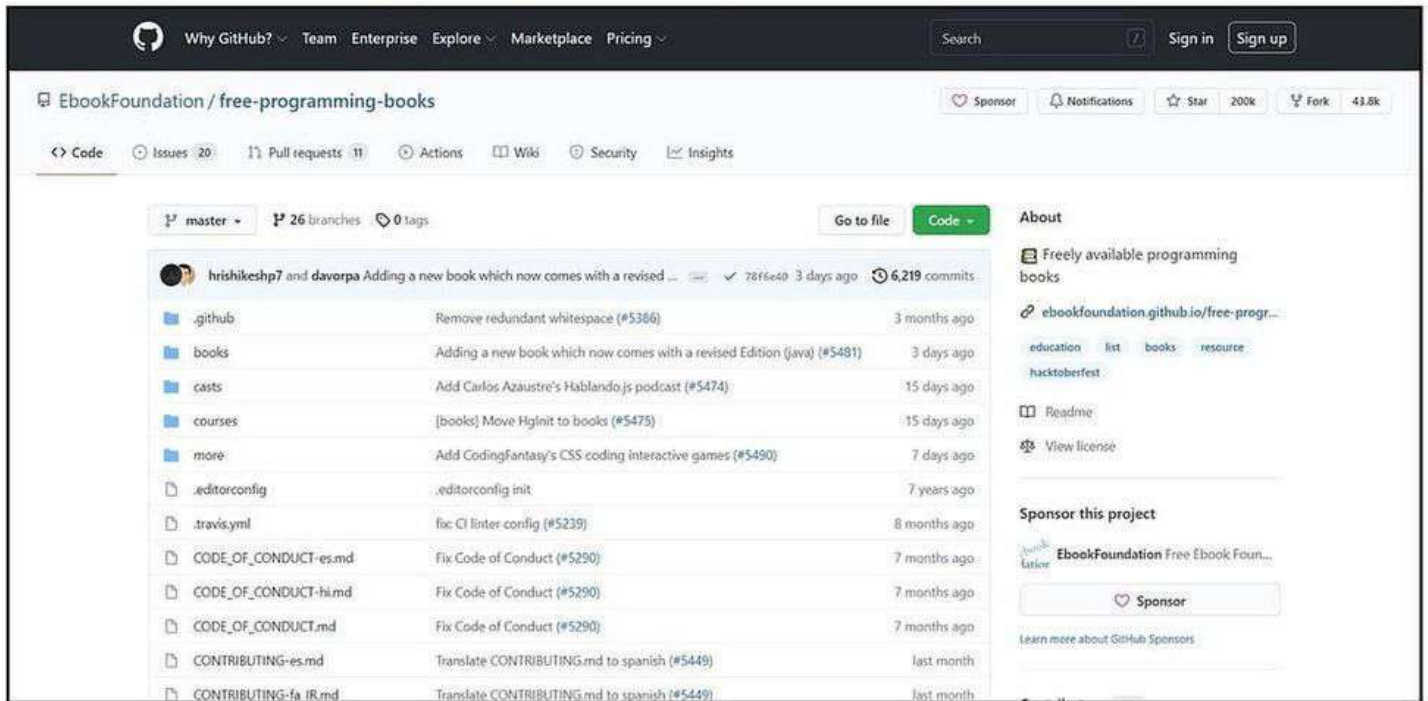 Why GitHub? Team Enterprise Explore Marketplace Pricing Search / Sign in Sign up
EbookFoundation / free-programming-books Sponsor Notifications Star 200k Fork 43.8k
<> Code Issues 20 Pull requests 11 Actions Wiki Security Insights
master 26 branches 0 tags Go to file Code
hrishikeshp7 and davorpa Adding a new book which now comes with a revised ... ... 78f6e40 3 days ago 6,219 commits
.github Remove redundant whitespace (#5386) 3 months ago
books Adding a new book which now comes with a revised Edition (java) (#5481) 3 days ago
casts Add Carlos Azaustre's Hablando.js podcast (#5474) 15 days ago
courses [books] Move HgInit to books (#5475) 15 days ago
more Add CodingFantasy's CSS coding interactive games (#5490) 7 days ago
.editorconfig .editorconfig init 7 years ago
.travis.yml fix: CI linter config (#5239) 8 months ago
CODE_OF_CONDUCT-es.md Fix Code of Conduct (#5290) 7 months ago
CODE_OF_CONDUCT-hi.md Fix Code of Conduct (#5290) 7 months ago
CODE_OF_CONDUCT.md Fix Code of Conduct (#5290) 7 months ago
CONTRIBUTING-es.md Translate CONTRIBUTING.md to spanish (#5449) last month
CONTRIBUTING-fa_IR.md Translate CONTRIBUTING.md to spanish (#5449) last month
About
Freely available programming
books
ebookfoundation.github.io/free-progr...
education list books resource
hacktoberfest
Readme
View license
Sponsor this project
EbookFoundation Free Ebook Foun...
Sponsor
Learn more about GitHub Sponsors